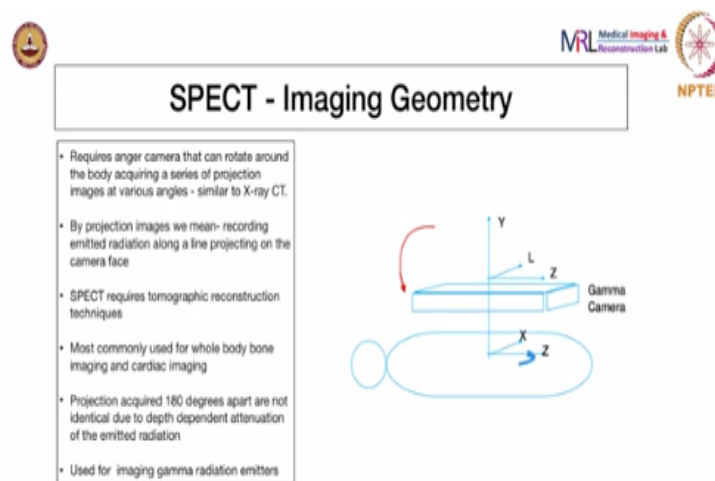 MRL Medical Imaging &
Reconstruction Lab
NPTEL
SPECT - Imaging Geometry
• Requires anger camera that can rotate around
the body acquiring a series of projection
images at various angles - similar to X-ray CT.
• By projection images we mean- recording
emitted radiation along a line projecting on the
camera face
• SPECT requires tomographic reconstruction
techniques
• Most commonly used for whole body bone
imaging and cardiac imaging
• Projection acquired 180 degrees apart are not
identical due to depth dependent attenuation
of the emitted radiation
• Used for imaging gamma radiation emitters
Y
L
Z
Gamma
Camera
X
Z